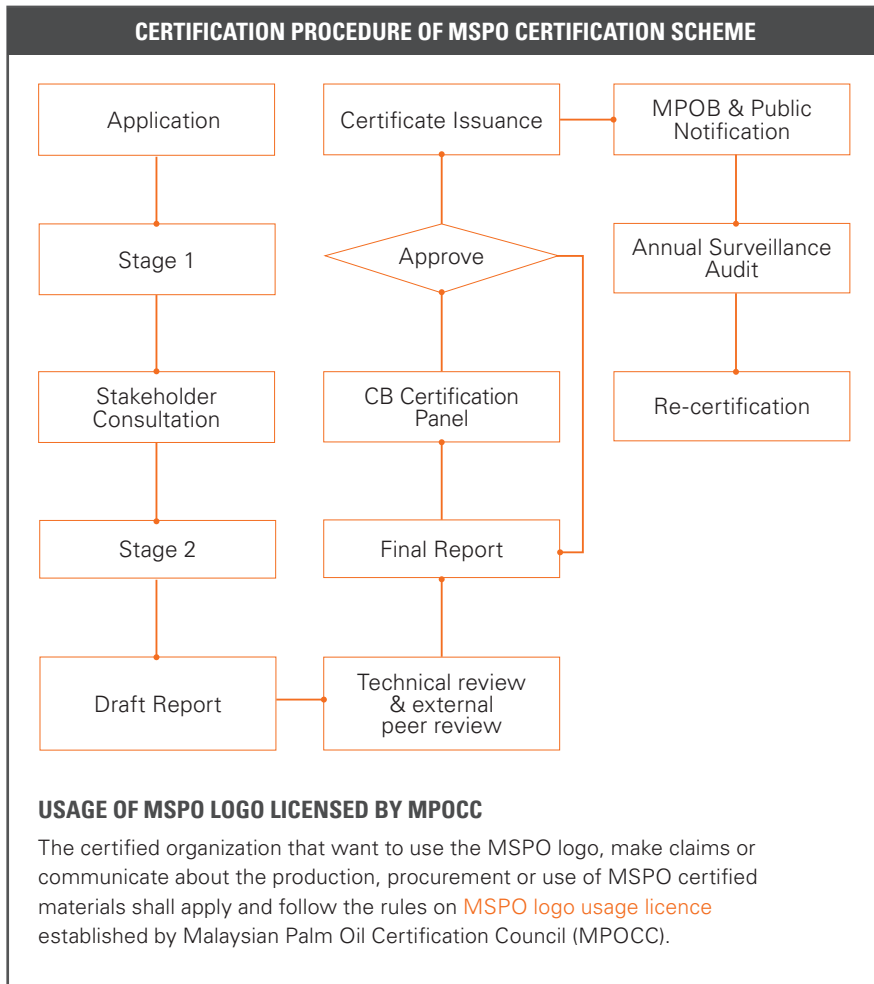 CERTIFICATION PROCEDURE OF MSPO CERTIFICATION SCHEME
Application
Stage 1
Stakeholder
Consultation
Stage 2
Draft Report
Technical review
& external
peer review
Final Report
CB Certification
Panel
Approve
Certificate Issuance
MPOB & Public
Notification
Annual Surveillance
Audit
Re-certification
USAGE OF MSPO LOGO LICENSED BY MPOCC
The certified organization that want to use the MSPO logo, make claims or
communicate about the production, procurement or use of MSPO certified
materials shall apply and follow the rules on MSPO logo usage licence
established by Malaysian Palm Oil Certification Council (MPOCC).